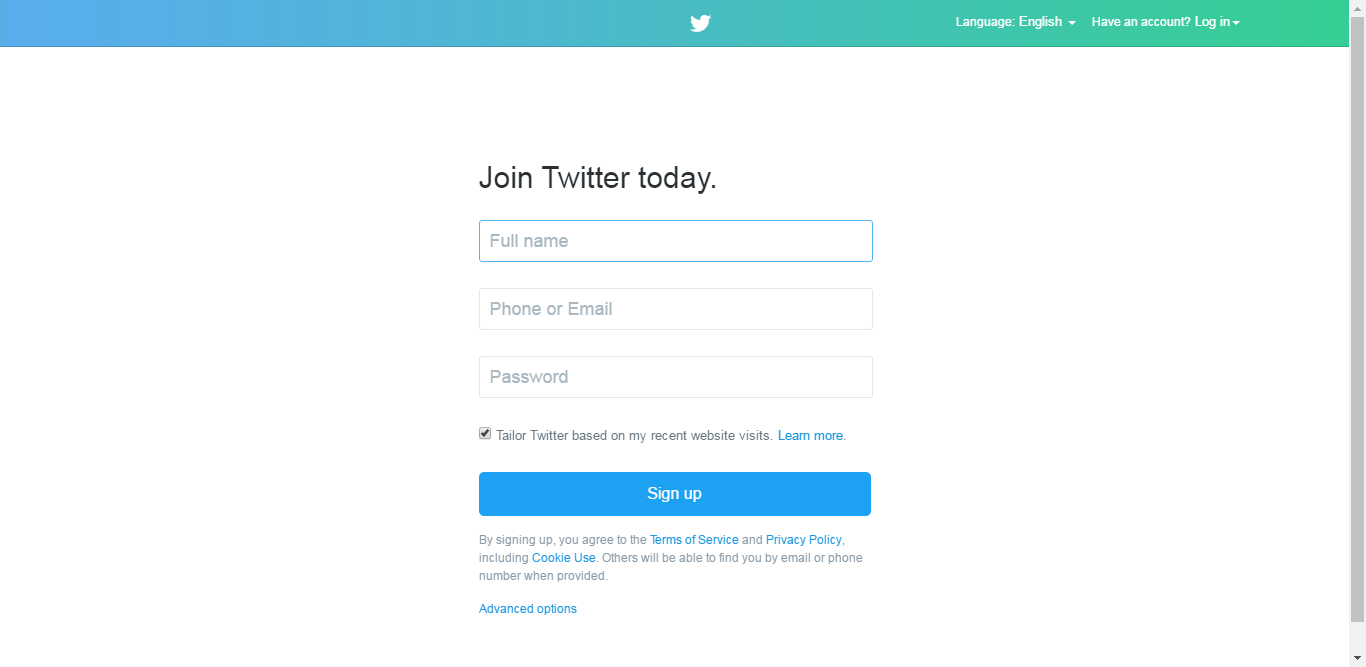 Language: English Have an account? Log in
Join Twitter today.
Full name
Phone or Email
Password
Tailor Twitter based on my recent website visits. Learn more.
Sign up
By signing up, you agree to the Terms of Service and Privacy Policy,
including Cookie Use. Others will be able to find you by email or phone
number when provided.
Advanced options